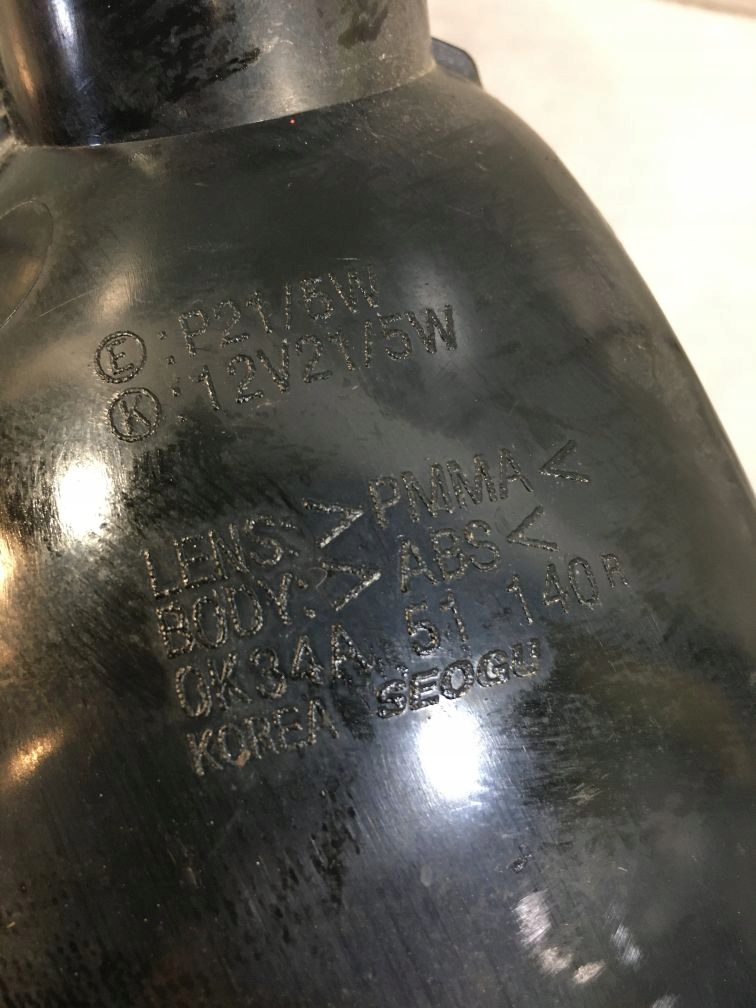 Ⓔ:P21/5W
Ⓚ:12V21/5W
LENS:>PMMA<
BODY:>ABS<
0K34A 51 140R
KOREA SEOGU